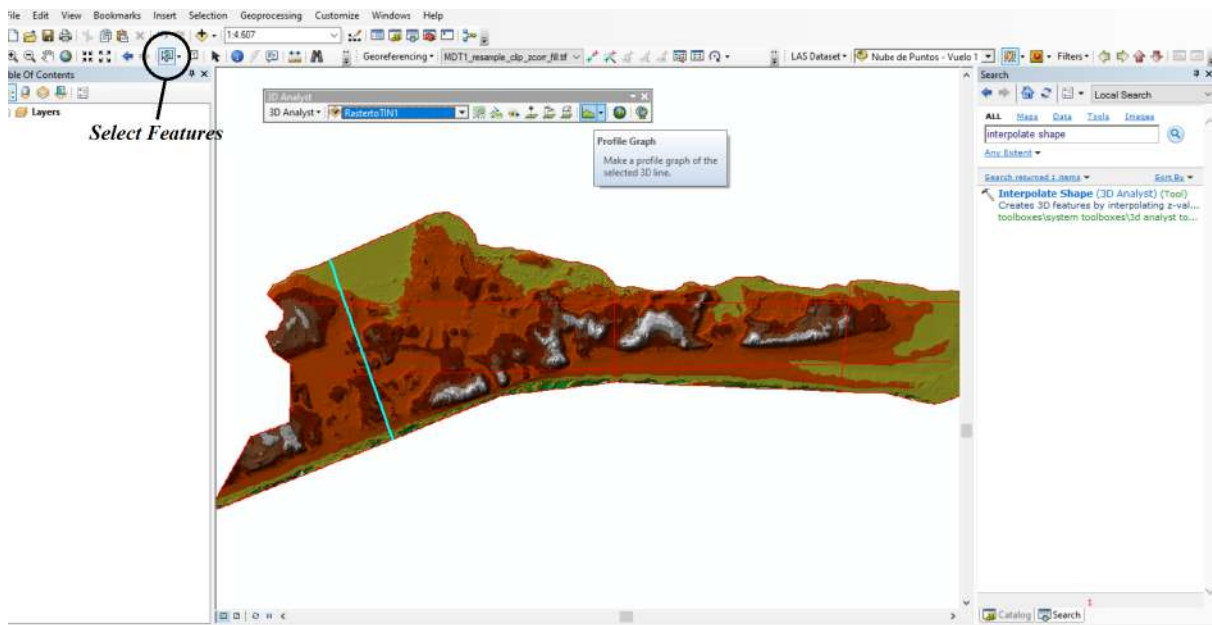 File Edit View Bookmarks Insert Selection Geoprocessing Customize Windows Help
1:4.607
Georeferencing MDT1_resample_clip_zcorr_fill.tif LAS Dataset Nube de Puntos - Vuelo 1 Filters
ble Of Contents
Layers
Select Features
3D Analyst
3D Analyst RastertoTIN1
Profile Graph
Make a profile graph of the
selected 3D line.
Search
Local Search
ALL Maps Data Tools Images
interpolate shape
Any Extent
Search returned 1 items Sort By
Interpolate Shape (3D Analyst) (Tool)
Creates 3D features by interpolating z-val...
toolboxes\system toolboxes\3d analyst to...
1
Catalog Search